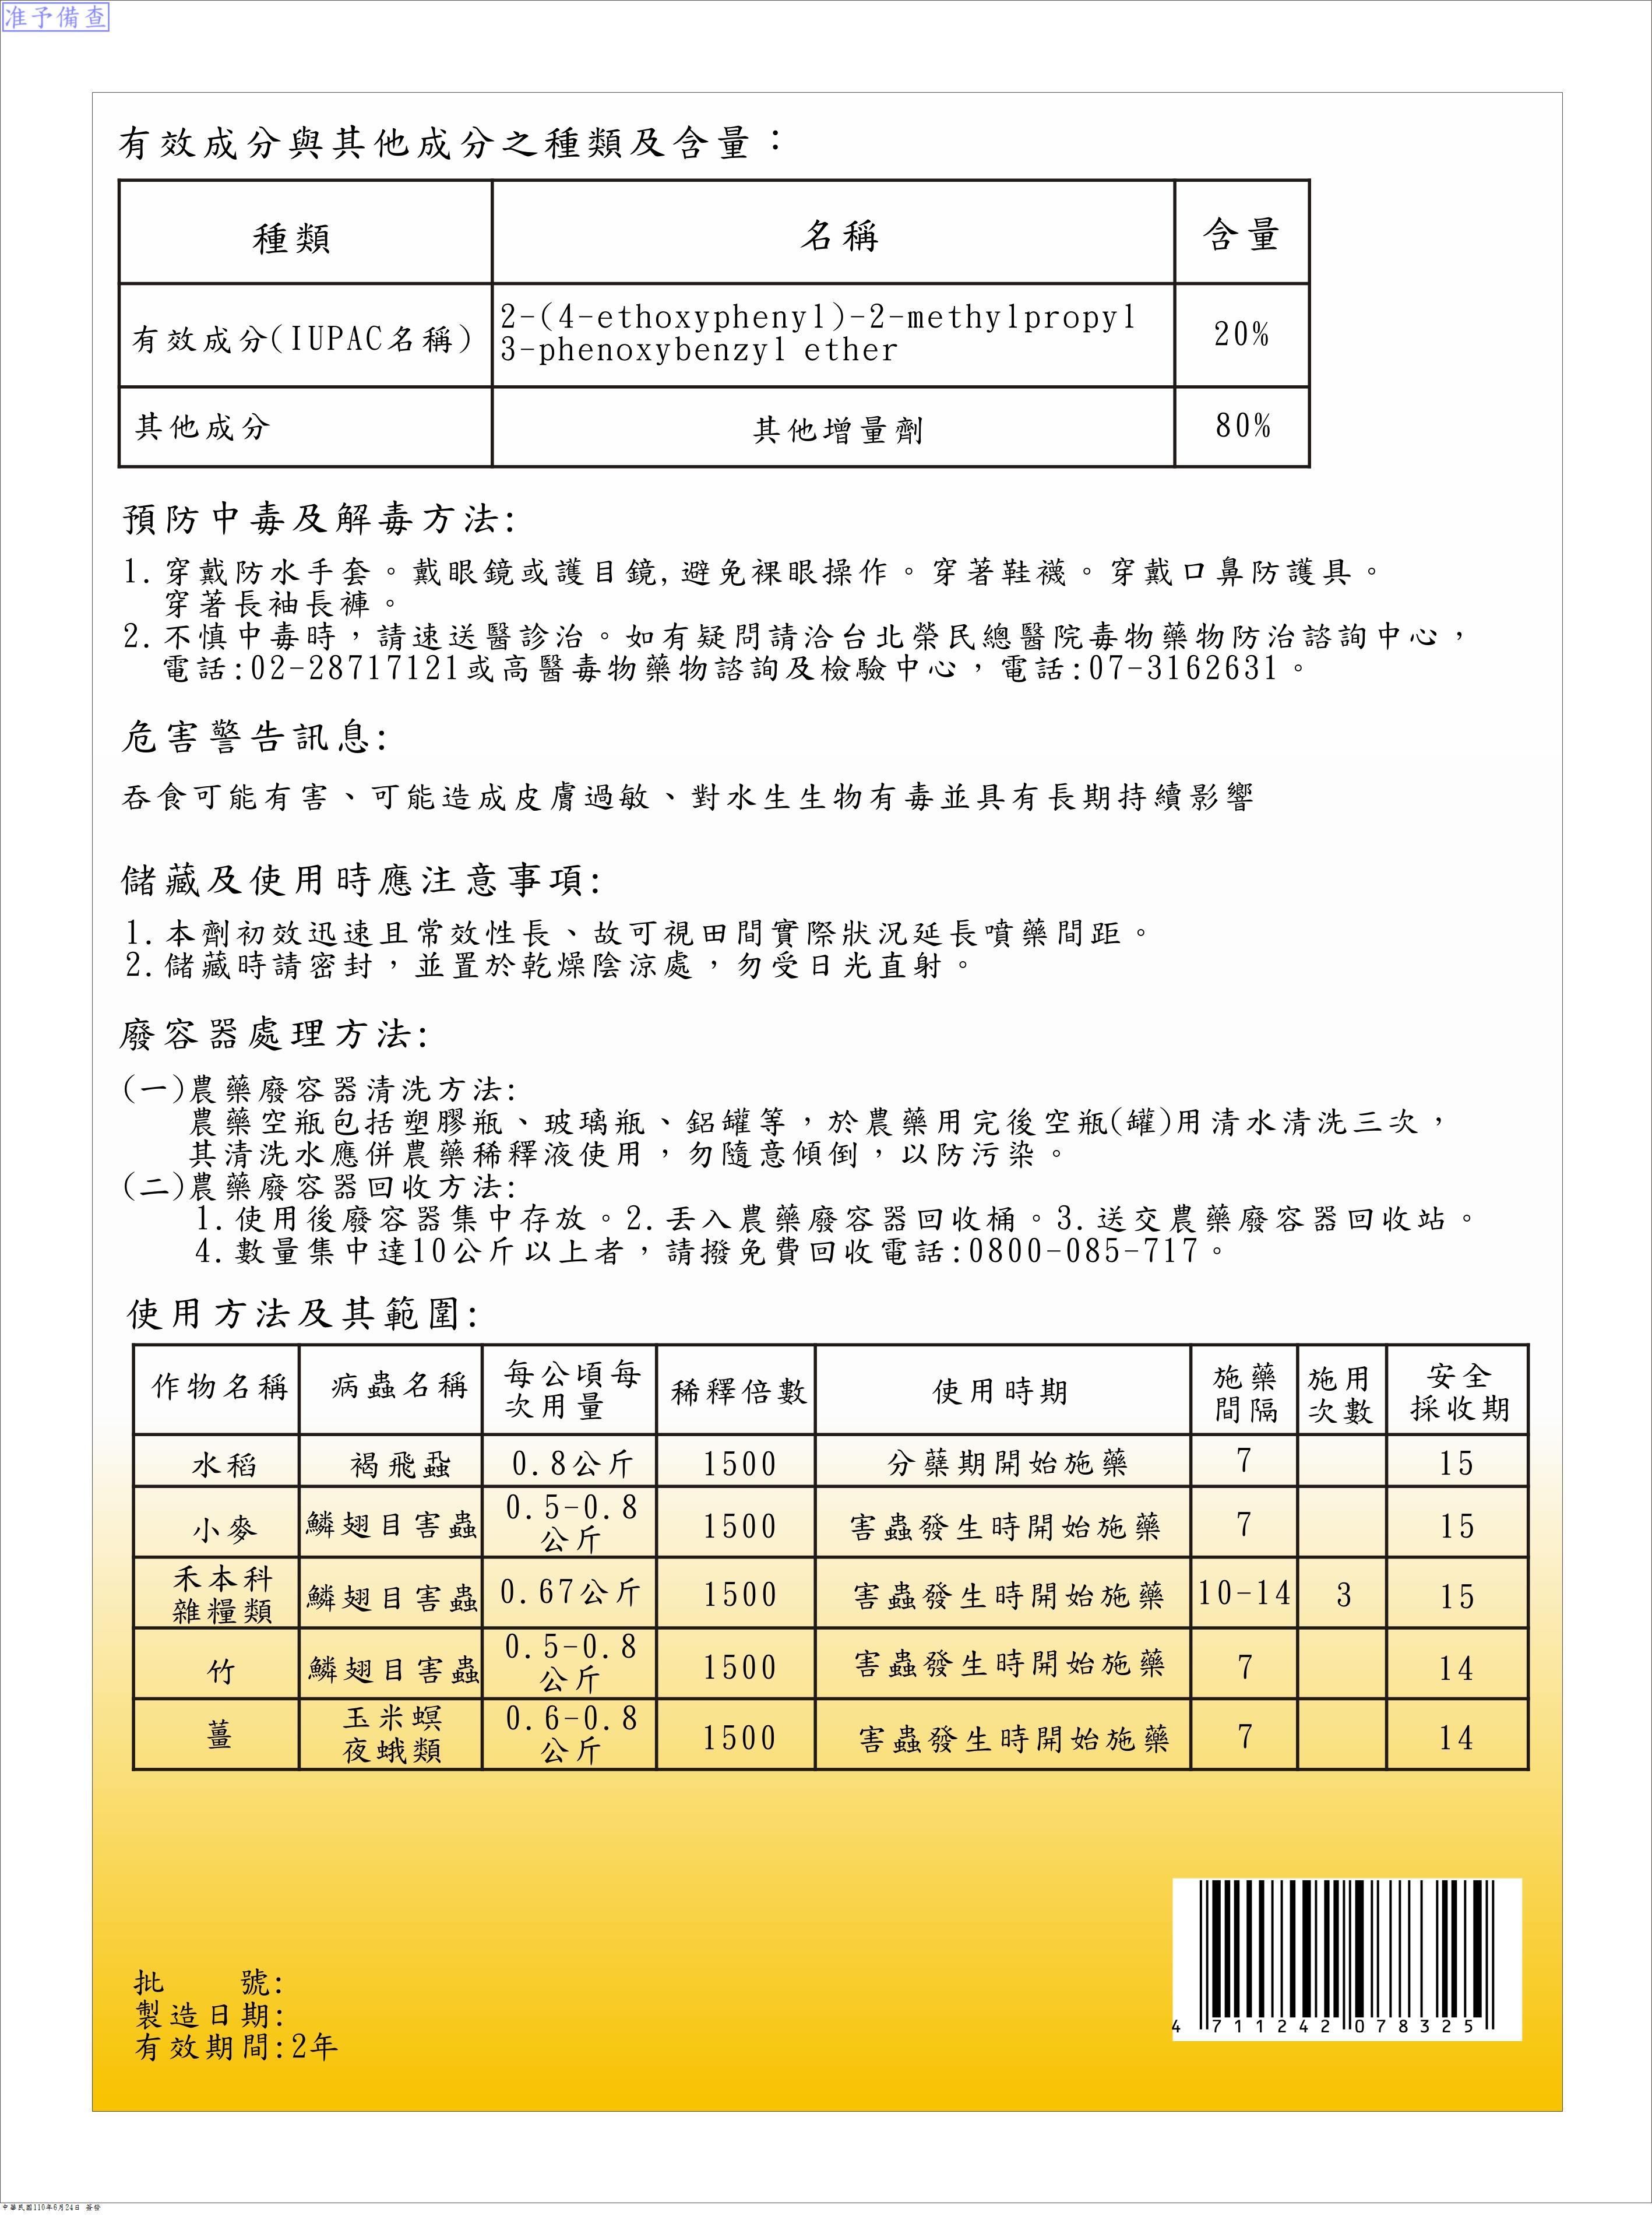 准予備查
有效成分與其他成分之種類及含量：
種類 名稱 含量
有效成分(IUPAC名稱) 2-(4-ethoxyphenyl)-2-methylpropyl 20%
3-phenoxybenzyl ether
其他成分 其他增量劑 80%
預防中毒及解毒方法:
1. 穿戴防水手套。戴眼鏡或護目鏡,避免裸眼操作。穿著鞋襪。穿戴口鼻防護具。
穿著長袖長褲。
2. 不慎中毒時，請速送醫診治。如有疑問請洽台北榮民總醫院毒物藥物防治諮詢中心，
電話:02-28717121或高醫毒物藥物諮詢及檢驗中心，電話:07-3162631。
危害警告訊息:
吞食可能有害、可能造成皮膚過敏、對水生生物有毒並具有長期持續影響
儲藏及使用時應注意事項:
1. 本劑初效迅速且常效性長、故可視田間實際狀況延長噴藥間距。
2. 儲藏時請密封，並置於乾燥陰涼處，勿受日光直射。
廢容器處理方法:
(一)農藥廢容器清洗方法:
農藥空瓶包括塑膠瓶、玻璃瓶、鋁罐等，於農藥用完後空瓶(罐)用清水清洗三次，
其清洗水應併農藥稀釋液使用，勿隨意傾倒，以防污染。
(二)農藥廢容器回收方法:
1. 使用後廢容器集中存放。2. 丟入農藥廢容器回收桶。3. 送交農藥廢容器回收站。
4. 數量集中達10公斤以上者，請撥免費回收電話:0800-085-717。
使用方法及其範圍:
作物名稱 病蟲名稱 每公頃每次用量 稀釋倍數 使用時期 施藥間隔 施用次數 安全採收期
水稻 褐飛蝨 0.8公斤 1500 分蘗期開始施藥 7 15
小麥 鱗翅目害蟲 0.5-0.8公斤 1500 害蟲發生時開始施藥 7 15
禾本科雜糧類 鱗翅目害蟲 0.67公斤 1500 害蟲發生時開始施藥 10-14 3 15
竹 鱗翅目害蟲 0.5-0.8公斤 1500 害蟲發生時開始施藥 7 14
薑 玉米螟夜蛾類 0.6-0.8公斤 1500 害蟲發生時開始施藥 7 14
批 號:
製造日期:
有效期間:2年
4 711242 078325
中華民國110年6月24日 簽發